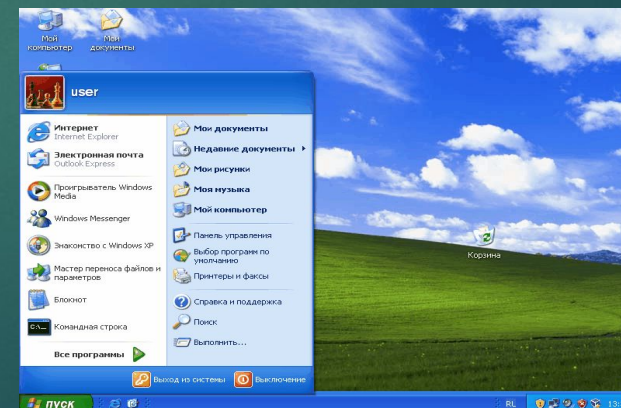 Мой
компьютер
Мои
документы
user
Интернет
Internet Explorer
Электронная почта
Outlook Express
Проигрыватель Windows
Media
Windows Messenger
Знакомство с Windows XP
Мастер переноса файлов и
параметров
Блокнот
C:\_
Командная строка
Все программы
Мои документы
Недавние документы
Мои рисунки
Моя музыка
Мой компьютер
Панель управления
Выбор программ по
умолчанию
Принтеры и факсы
Справка и поддержка
Поиск
Выполнить...
Выход из системы
Выключение
Корзина
пуск
RL
13: